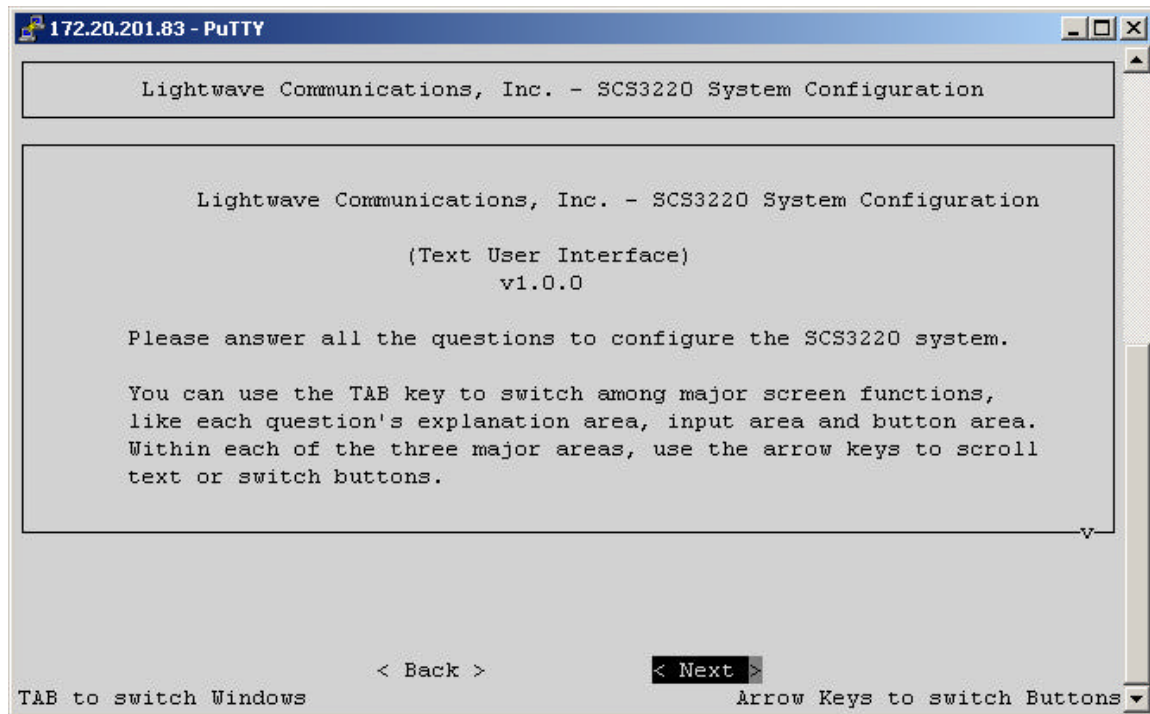 172.20.201.83 - PuTTY
Lightwave Communications, Inc. - SCS3220 System Configuration
Lightwave Communications, Inc. - SCS3220 System Configuration
(Text User Interface)
v1.0.0
Please answer all the questions to configure the SCS3220 system.
You can use the TAB key to switch among major screen functions,
like each question's explanation area, input area and button area.
Within each of the three major areas, use the arrow keys to scroll
text or switch buttons.
v
< Back > < Next >
TAB to switch Windows Arrow Keys to switch Buttons